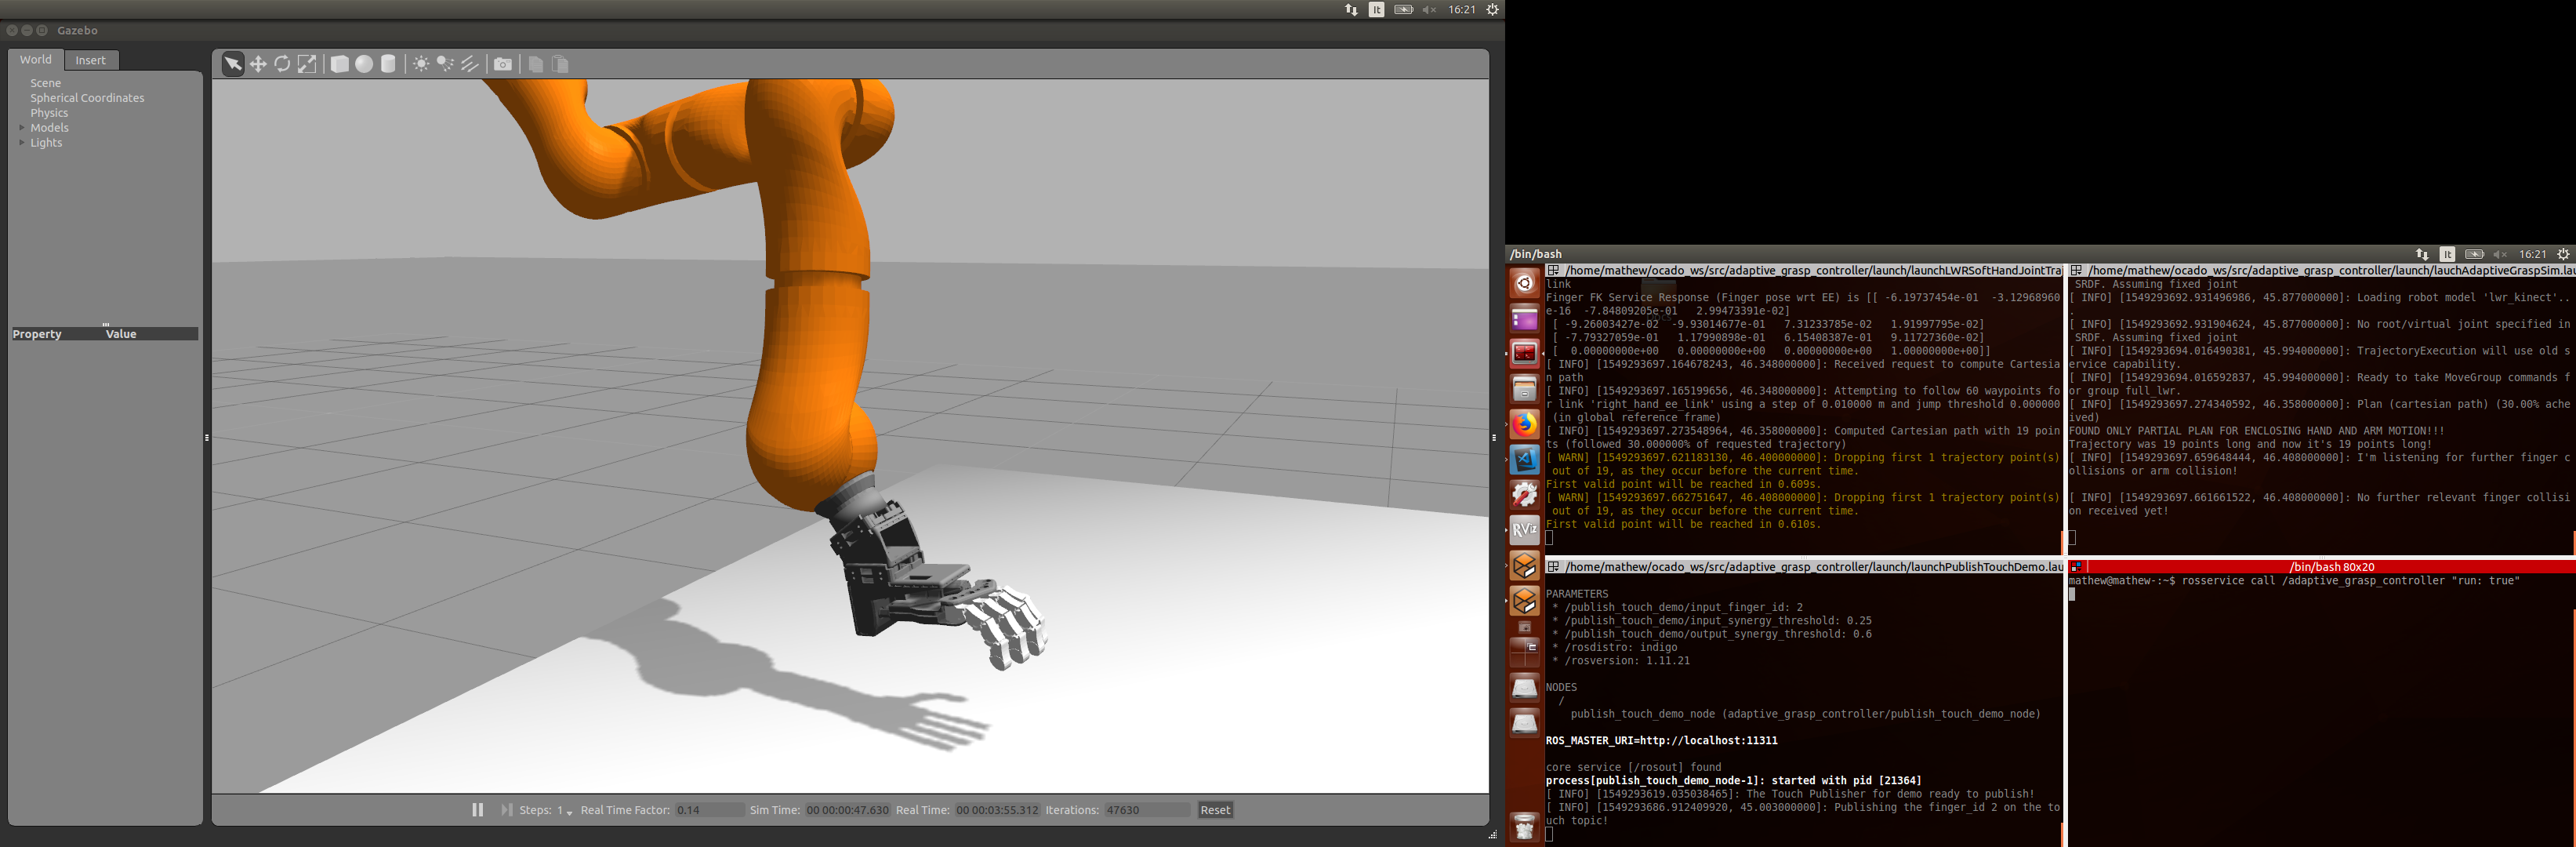 It
16:21
Gazebo
World Insert
Scene
Spherical Coordinates
Physics
Models
Lights
Property Value
Steps: 1 Real Time Factor: 0.14 Sim Time: 00 00:00:47.630 Real Time: 00 00:03:55.312 Iterations: 47630 Reset
/bin/bash
It
16:21
RViz
/home/mathew/ocado_ws/src/adaptive_grasp_controller/launch/launchLWRSoftHandJointTraj
link
Finger FK Service Response (Finger pose wrt EE) is [[ -6.19737454e-01  -3.12968960
e-16  -7.84809205e-01   2.99473391e-02]
[ -9.26003427e-02  -9.93014677e-01   7.31233785e-02   1.91997795e-02]
[ -7.79327059e-01   1.17990898e-01   6.15408387e-01   9.11727360e-02]
[  0.00000000e+00   0.00000000e+00   0.00000000e+00   1.00000000e+00]]
[ INFO] [1549293697.164678243, 46.348000000]: Received request to compute Cartesia
n path
[ INFO] [1549293697.165199656, 46.348000000]: Attempting to follow 60 waypoints fo
r link 'right_hand_ee_link' using a step of 0.010000 m and jump threshold 0.000000
(in global reference frame)
[ INFO] [1549293697.273548964, 46.358000000]: Computed Cartesian path with 19 poin
ts (followed 30.000000% of requested trajectory)
[ WARN] [1549293697.621183130, 46.400000000]: Dropping first 1 trajectory point(s)
out of 19, as they occur before the current time.
First valid point will be reached in 0.609s.
[ WARN] [1549293697.662751647, 46.408000000]: Dropping first 1 trajectory point(s)
out of 19, as they occur before the current time.
First valid point will be reached in 0.610s.
/home/mathew/ocado_ws/src/adaptive_grasp_controller/launch/lauchAdaptiveGraspSim.lau
SRDF. Assuming fixed joint
[ INFO] [1549293692.931496986, 45.877000000]: Loading robot model 'lwr_kinect'..
.
[ INFO] [1549293692.931904624, 45.877000000]: No root/virtual joint specified in
SRDF. Assuming fixed joint
[ INFO] [1549293694.016490381, 45.994000000]: TrajectoryExecution will use old s
ervice capability.
[ INFO] [1549293694.016592837, 45.994000000]: Ready to take MoveGroup commands f
or group full_lwr.
[ INFO] [1549293697.274340592, 46.358000000]: Plan (cartesian path) (30.00% ache
ived)
FOUND ONLY PARTIAL PLAN FOR ENCLOSING HAND AND ARM MOTION!!!
Trajectory was 19 points long and now it's 19 points long!
[ INFO] [1549293697.659648444, 46.408000000]: I'm listening for further finger c
ollisions or arm collision!
[ INFO] [1549293697.661661522, 46.408000000]: No further relevant finger collisi
on received yet!
/home/mathew/ocado_ws/src/adaptive_grasp_controller/launch/launchPublishTouchDemo.lau
PARAMETERS
* /publish_touch_demo/input_finger_id: 2
* /publish_touch_demo/input_synergy_threshold: 0.25
* /publish_touch_demo/output_synergy_threshold: 0.6
* /rosdistro: indigo
* /rosversion: 1.11.21
NODES
/
publish_touch_demo_node (adaptive_grasp_controller/publish_touch_demo_node)
ROS_MASTER_URI=http://localhost:11311
core service [/rosout] found
process[publish_touch_demo_node-1]: started with pid [21364]
[ INFO] [1549293619.035038465]: The Touch Publisher for demo ready to publish!
[ INFO] [1549293686.912409920, 45.003000000]: Publishing the finger_id 2 on the to
uch topic!
/bin/bash 80x20
mathew@mathew-:~$ rosservice call /adaptive_grasp_controller "run: true"